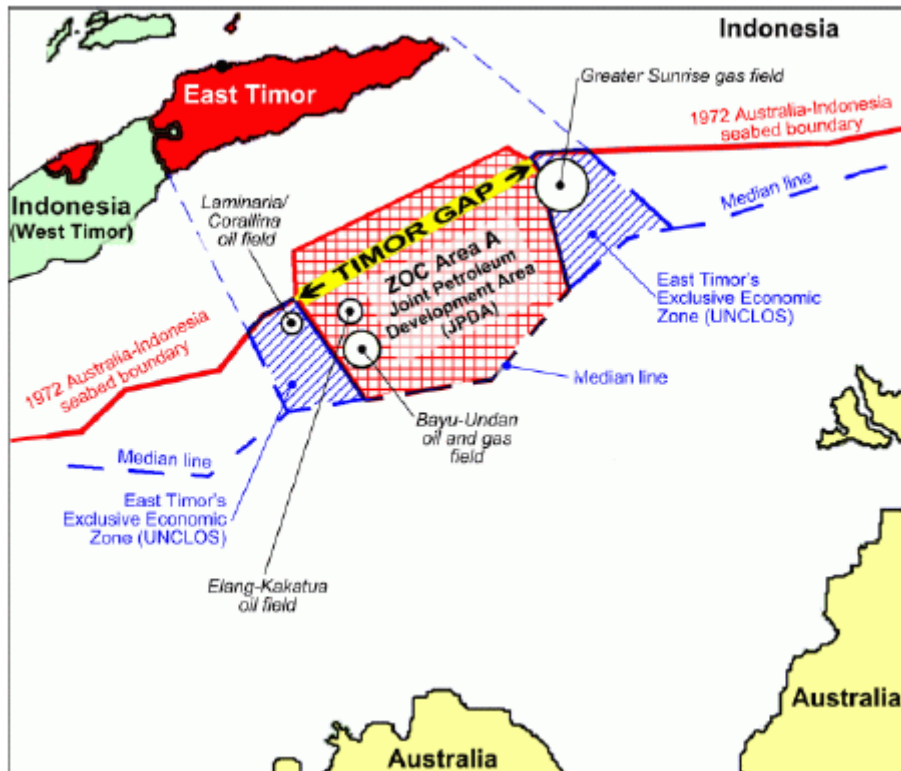 Indonesia
Greater Sunrise gas field
East Timor
1972 Australia-Indonesia
seabed boundary
Indonesia
(West Timor)
Laminaria/
Corallina
oil field
TIMOR GAP
Median line
ZOC Area A
Joint Petroleum
Development Area
(JPDA)
East Timor's
Exclusive Economic
Zone (UNCLOS)
1972 Australia-Indonesia
seabed boundary
Median line
Bayu-Undan
oil and gas
field
Median line
East Timor's
Exclusive Economic
Zone (UNCLOS)
Elang-Kakatua
oil field
Australia
Australia